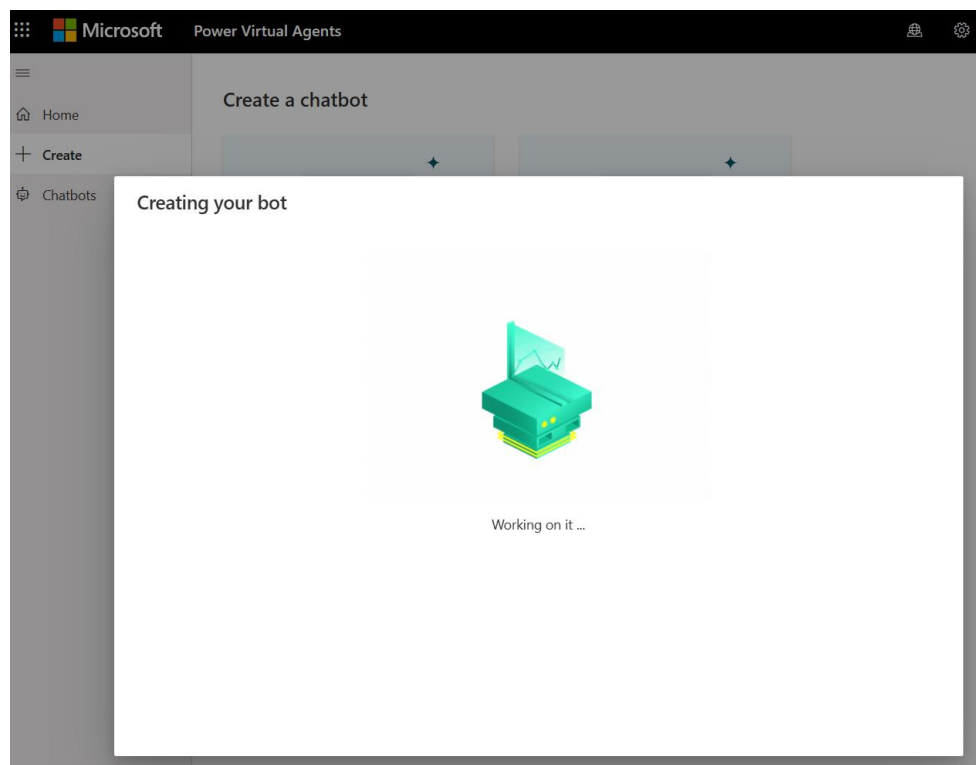 Microsoft Power Virtual Agents
Create a chatbot
Home
Create
Chatbots
Creating your bot
Working on it ...